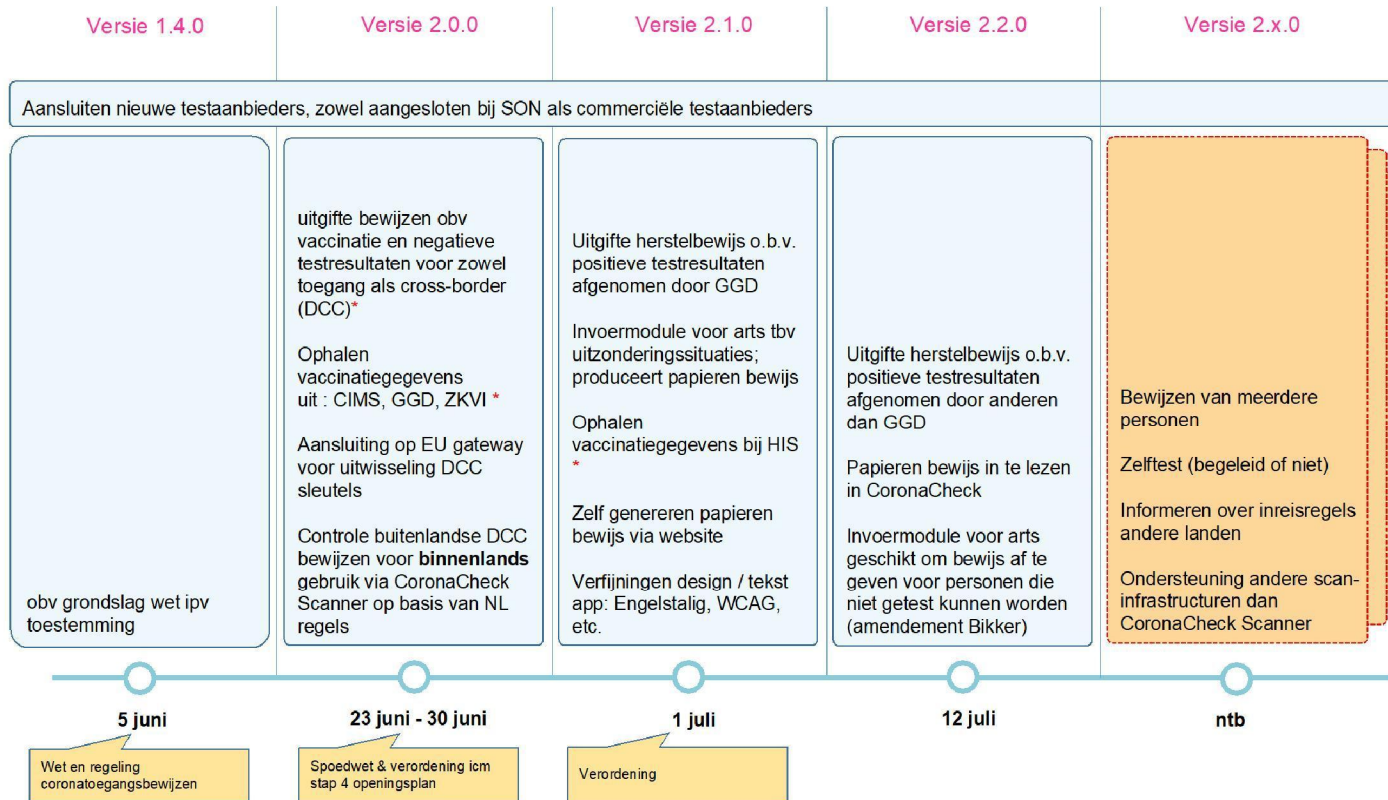 Versie 1.4.0
Versie 2.0.0
Versie 2.1.0
Versie 2.2.0
Versie 2.x.0
Aansluiten nieuwe testaanbieders, zowel aangesloten bij SON als commerciële testaanbieders
obv grondslag wet ipv
toestemming
uitgifte bewijzen obv
vaccinatie en negatieve
testresultaten voor zowel
toegang als cross-border
(DCC)*
Ophalen
vaccinatiegegevens
uit : CIMS, GGD, ZKVI *
Aansluiting op EU gateway
voor uitwisseling DCC
sleutels
Controle buitenlandse DCC
bewijzen voor binnenlands
gebruik via CoronaCheck
Scanner op basis van NL
regels
Uitgifte herstelbewijs o.b.v.
positieve testresultaten
afgenomen door GGD
Invoermodule voor arts tbv
uitzonderingssituaties;
produceert papieren bewijs
Ophalen
vaccinatiegegevens bij HIS
*
Zelf genereren papieren
bewijs via website
Verfijningen design / tekst
app: Engelstalig, WCAG,
etc.
Uitgifte herstelbewijs o.b.v.
positieve testresultaten
afgenomen door anderen
dan GGD
Papieren bewijs in te lezen
in CoronaCheck
Invoermodule voor arts
geschikt om bewijs af te
geven voor personen die
niet getest kunnen worden
(amendement Bikker)
Bewijzen van meerdere
personen
Zelftest (begeleid of niet)
Informeren over inreisregels
andere landen
Ondersteuning andere scan-
infrastructuren dan
CoronaCheck Scanner
5 juni
23 juni - 30 juni
1 juli
12 juli
ntb
Wet en regeling
coronatoegangsbewijzen
Spoedwet & verordening icm
stap 4 openingsplan
Verordening